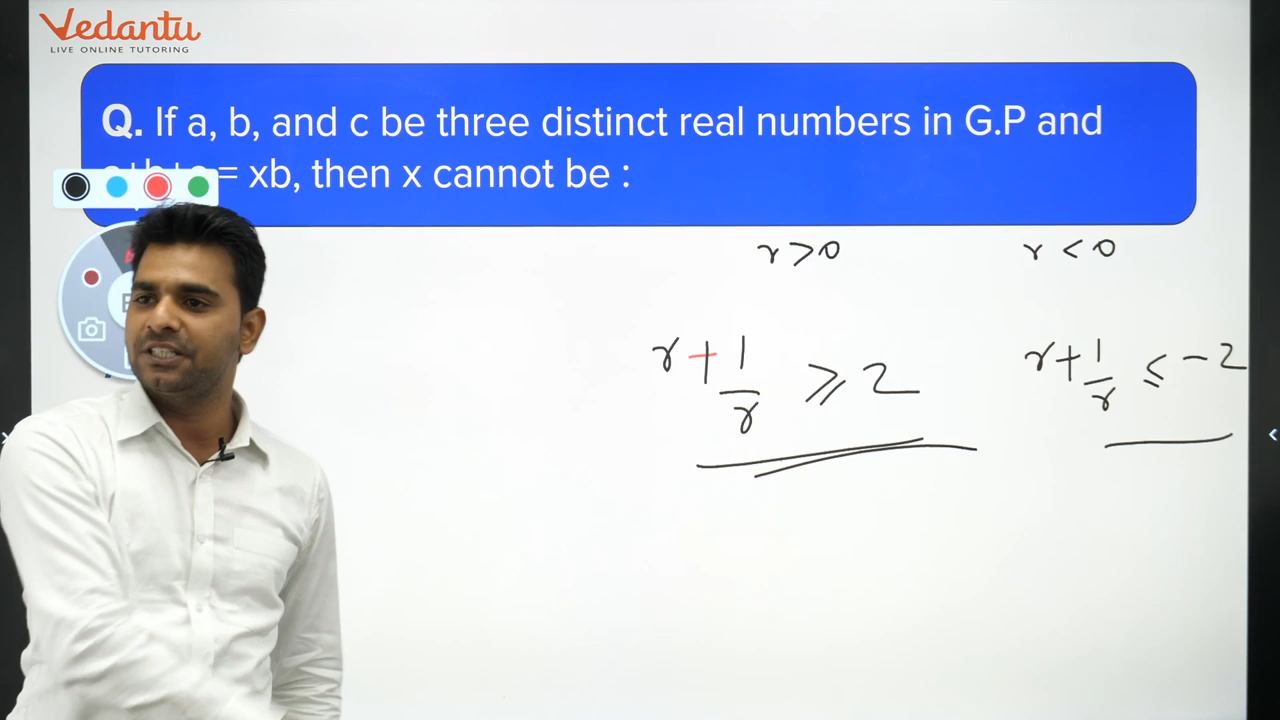 Vedantu
LIVE ONLINE TUTORING
Q. If a, b, and c be three distinct real numbers in G.P and
= xb, then x cannot be :
r > 0
r < 0
r + 1/r ⩾ 2
r + 1/r ≤ -2